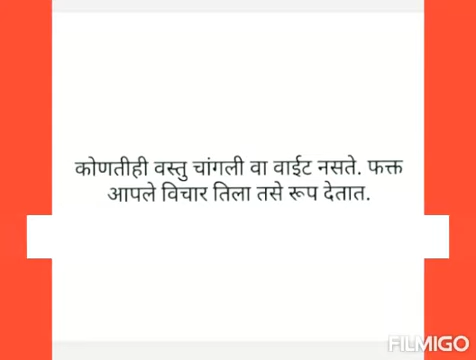 कोणतीही वस्तु चांगली वा वाईट नसते. फक्त
आपले विचार तिला तसे रूप देतात.
FILMIGO